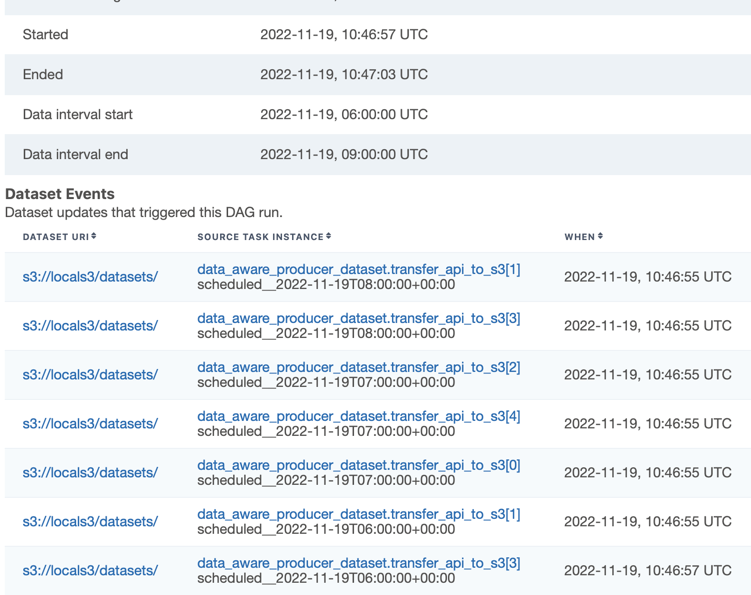 Started 2022-11-19, 10:46:57 UTC
Ended 2022-11-19, 10:47:03 UTC
Data interval start 2022-11-19, 06:00:00 UTC
Data interval end 2022-11-19, 09:00:00 UTC
Dataset Events
Dataset updates that triggered this DAG run.
DATASET URI SOURCE TASK INSTANCE WHEN
s3://locals3/datasets/ data_aware_producer_dataset.transfer_api_to_s3[1] 2022-11-19, 10:46:55 UTC
scheduled__2022-11-19T08:00:00+00:00
s3://locals3/datasets/ data_aware_producer_dataset.transfer_api_to_s3[3] 2022-11-19, 10:46:55 UTC
scheduled__2022-11-19T08:00:00+00:00
s3://locals3/datasets/ data_aware_producer_dataset.transfer_api_to_s3[2] 2022-11-19, 10:46:55 UTC
scheduled__2022-11-19T07:00:00+00:00
s3://locals3/datasets/ data_aware_producer_dataset.transfer_api_to_s3[4] 2022-11-19, 10:46:55 UTC
scheduled__2022-11-19T07:00:00+00:00
s3://locals3/datasets/ data_aware_producer_dataset.transfer_api_to_s3[0] 2022-11-19, 10:46:55 UTC
scheduled__2022-11-19T07:00:00+00:00
s3://locals3/datasets/ data_aware_producer_dataset.transfer_api_to_s3[1] 2022-11-19, 10:46:55 UTC
scheduled__2022-11-19T06:00:00+00:00
s3://locals3/datasets/ data_aware_producer_dataset.transfer_api_to_s3[3] 2022-11-19, 10:46:57 UTC
scheduled__2022-11-19T06:00:00+00:00